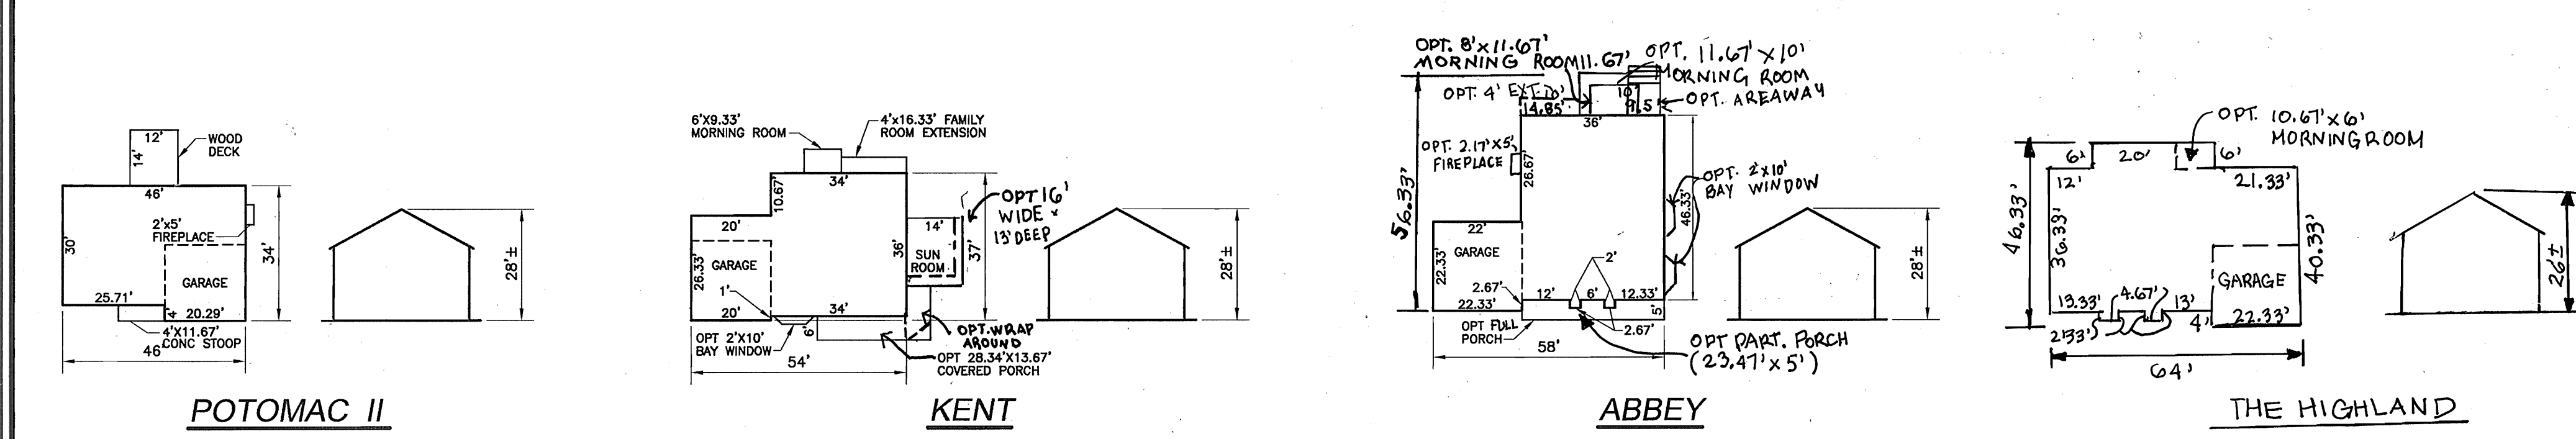 12'
14'
WOOD
DECK
46'
30'
2'x5'
FIREPLACE
34'
GARAGE
25.71'
4'
20.29'
4'X11.67'
CONC STOOP
46'
28'±
POTOMAC II
6'X9.33'
MORNING ROOM
4'x16.33' FAMILY
ROOM EXTENSION
34'
10.67'
20'
14'
OPT 16'
WIDE x
13' DEEP
GARAGE
26.33'
36'
SUN
ROOM
37'
1'
20'
34'
6'
OPT 2'X10'
BAY WINDOW
OPT. WRAP
AROUND
OPT 28.34'X13.67'
COVERED PORCH
54'
28'±
KENT
OPT. 8'x11.67'
MORNING ROOM
11.67'
OPT. 11.67' X 10'
MORNING ROOM
OPT. 4' EXT.
10'
14.85'
10'
9.5'
OPT. AREAWAY
36'
OPT. 2.17'X5'
FIREPLACE
26.67'
OPT. 2'X10'
BAY WINDOW
56.33'
46.33'
22'
GARAGE
22.33'
2'
2.67'
12'
6'
12.33'
22.33'
5'
OPT FULL
PORCH
2.67'
58'
OPT PART. PORCH
(23.47' x 5')
28'±
ABBEY
OPT. 10.67'x6'
MORNING ROOM
6'
20'
6'
12'
21.33'
46.33'
36.33'
40.33'
GARAGE
13.33'
4.67'
13'
4'
22.33'
2.33'
64'
26'±
THE HIGHLAND